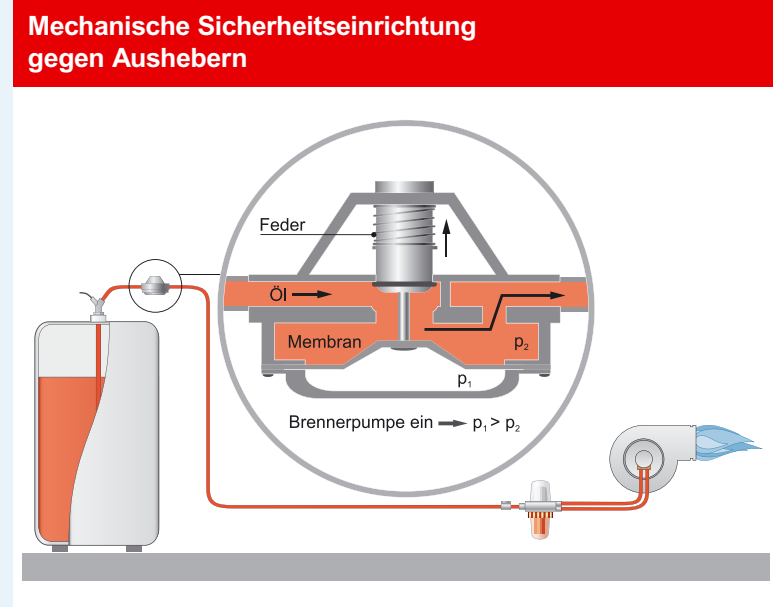 Mechanische Sicherheitseinrichtung
gegen Aushebern
Feder
Öl
Membran
p₂
p₁
Brennerpumpe ein p₁ > p₂